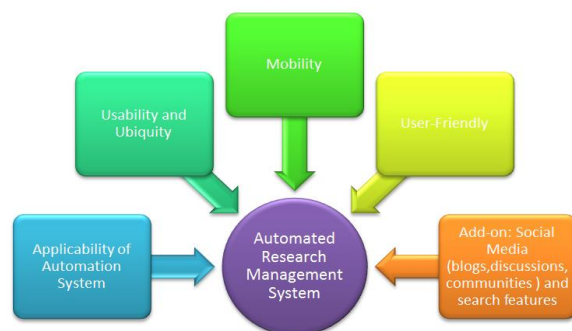 Mobility
Usability and
Ubiquity
User-Friendly
Applicability of
Automation
System
Automated
Research
Management
System
Add-on: Social
Media
(blogs,discussions,
communities ) and
search features